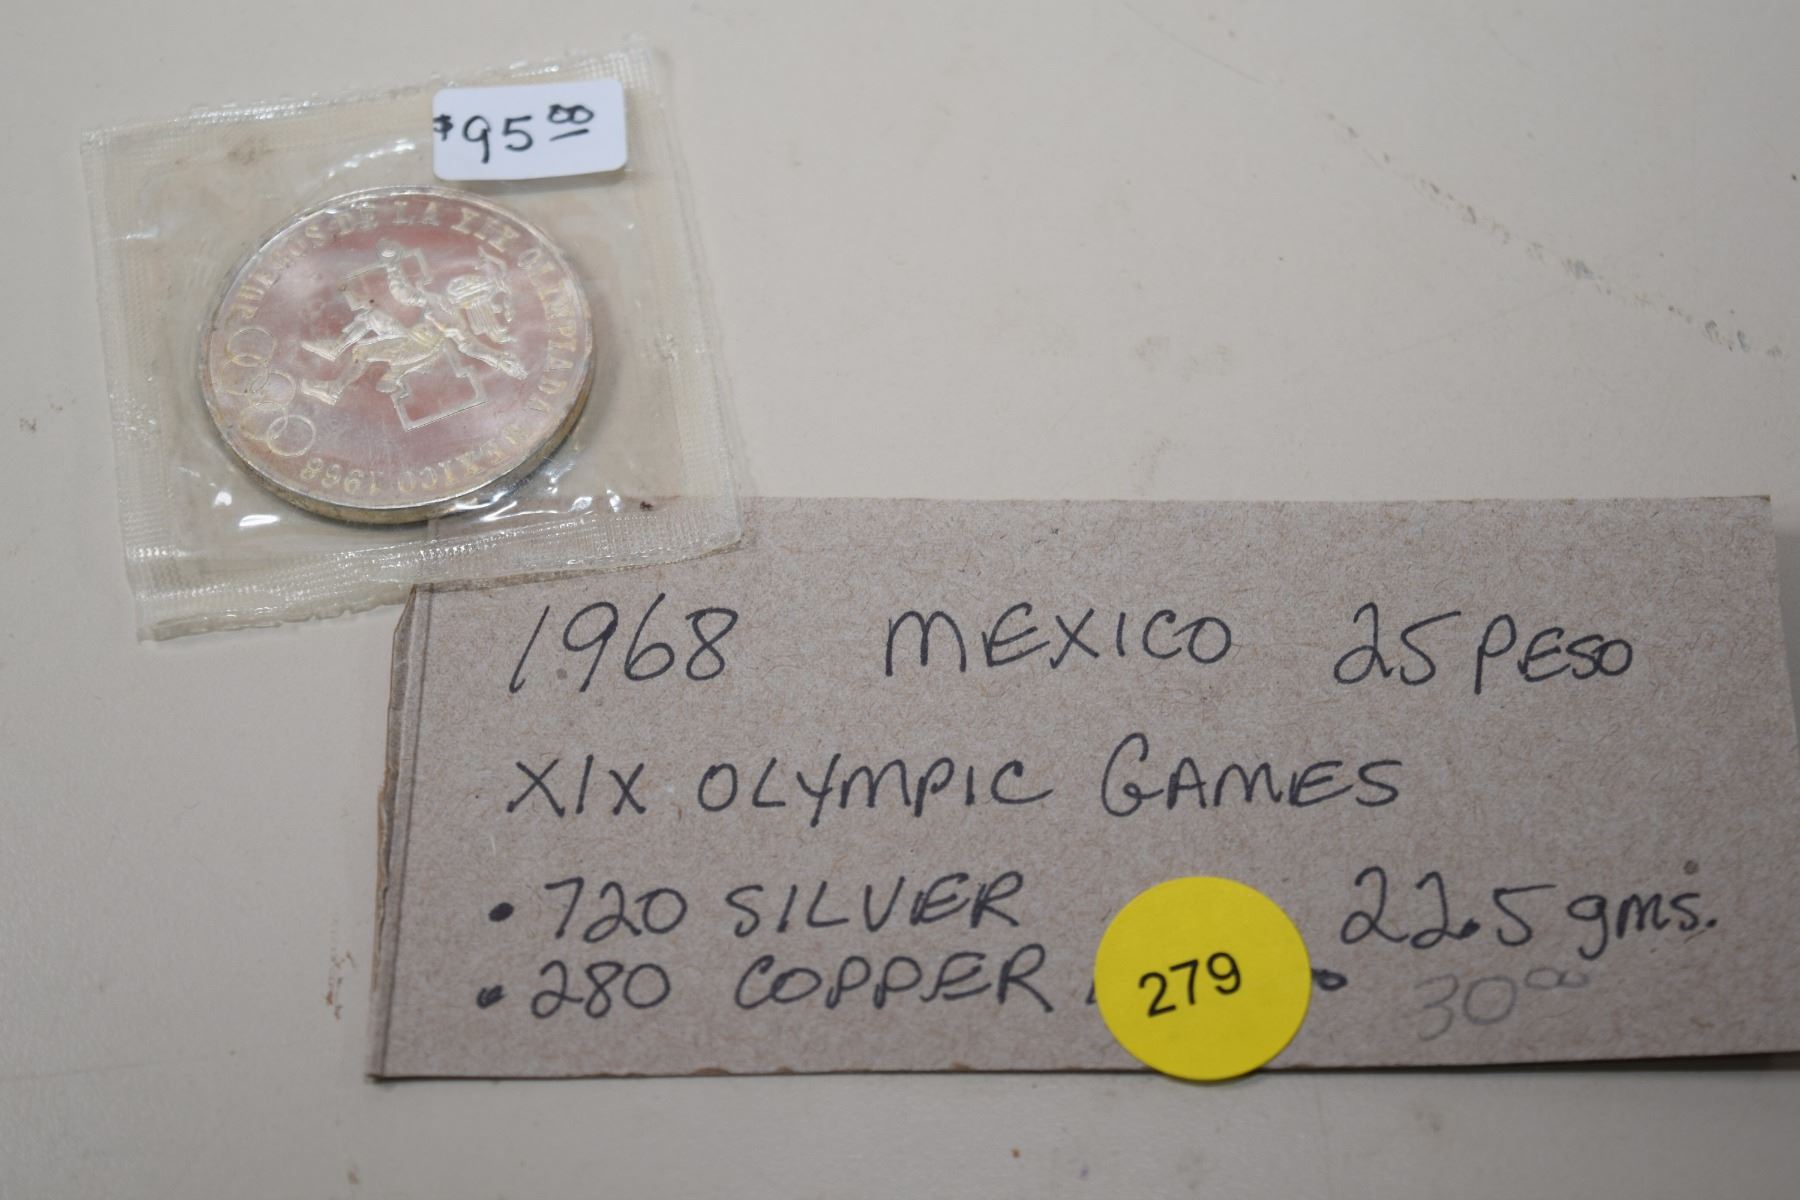 $95.00
JUEGOS DE LA XIX OLIMPIADA MEXICO 1968
1968 MEXICO 25 PESO
XIX OLYMPIC GAMES
• 720 SILVER 22.5 gms.
• 280 COPPER
279
30.00